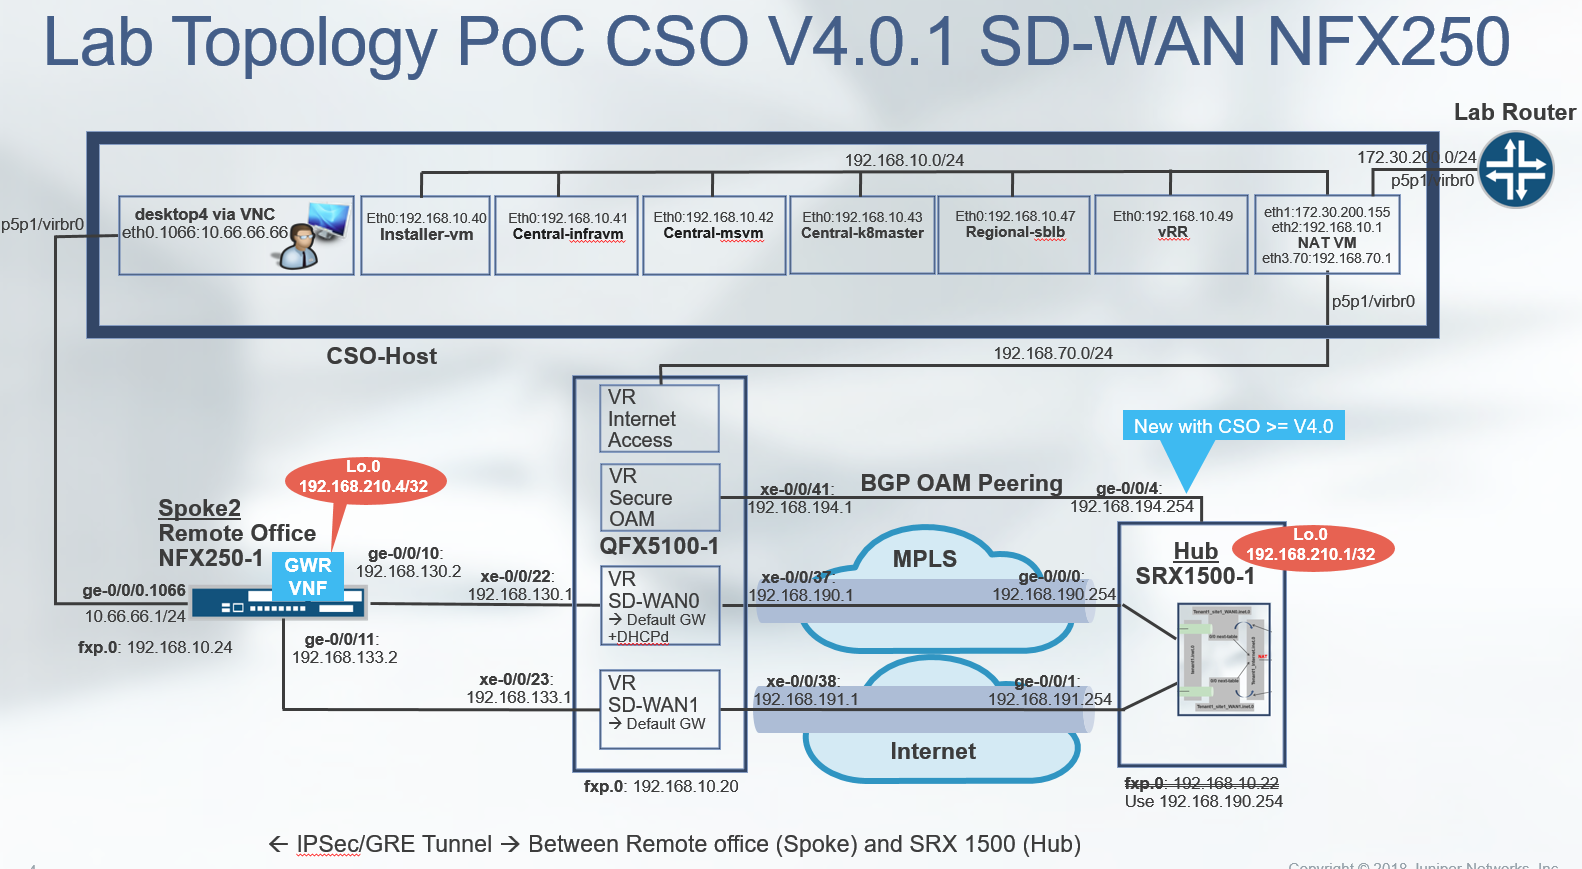 Lab Topology PoC CSO V4.0.1 SD-WAN NFX250
Lab Router
192.168.10.0/24
172.30.200.0/24
p5p1/virbr0
p5p1/virbr0
desktop4 via VNC
eth0.1066:10.66.66.66
Eth0:192.168.10.40
Installer-vm
Eth0:192.168.10.41
Central-infravm
Eth0:192.168.10.42
Central-msvm
Eth0:192.168.10.43
Central-k8master
Eth0:192.168.10.47
Regional-sblb
Eth0:192.168.10.49
vRR
eth1:172.30.200.155
eth2:192.168.10.1
NAT VM
eth3.70:192.168.70.1
p5p1/virbr0
CSO-Host
192.168.70.0/24
VR
Internet
Access
New with CSO >= V4.0
Lo.0
192.168.210.4/32
VR
Secure
OAM
xe-0/0/41:
192.168.194.1
BGP OAM Peering
ge-0/0/4:
192.168.194.254
Spoke2
Remote Office
NFX250-1
GWR
VNF
ge-0/0/10:
192.168.130.2
QFX5100-1
MPLS
Hub
SRX1500-1
Lo.0
192.168.210.1/32
ge-0/0/0.1066
10.66.66.1/24
fxp.0: 192.168.10.24
xe-0/0/22:
192.168.130.1
VR
SD-WAN0
→ Default GW
+DHCPd
xe-0/0/37:
192.168.190.1
ge-0/0/0:
192.168.190.254
ge-0/0/11:
192.168.133.2
xe-0/0/23:
192.168.133.1
VR
SD-WAN1
→ Default GW
xe-0/0/38:
192.168.191.1
ge-0/0/1:
192.168.191.254
Internet
NAT
fxp.0: 192.168.10.20
fxp.0: 192.168.10.22
Use 192.168.190.254
← IPSec/GRE Tunnel → Between Remote office (Spoke) and SRX 1500 (Hub)
Copyright © 2018 Juniper Networks, Inc.